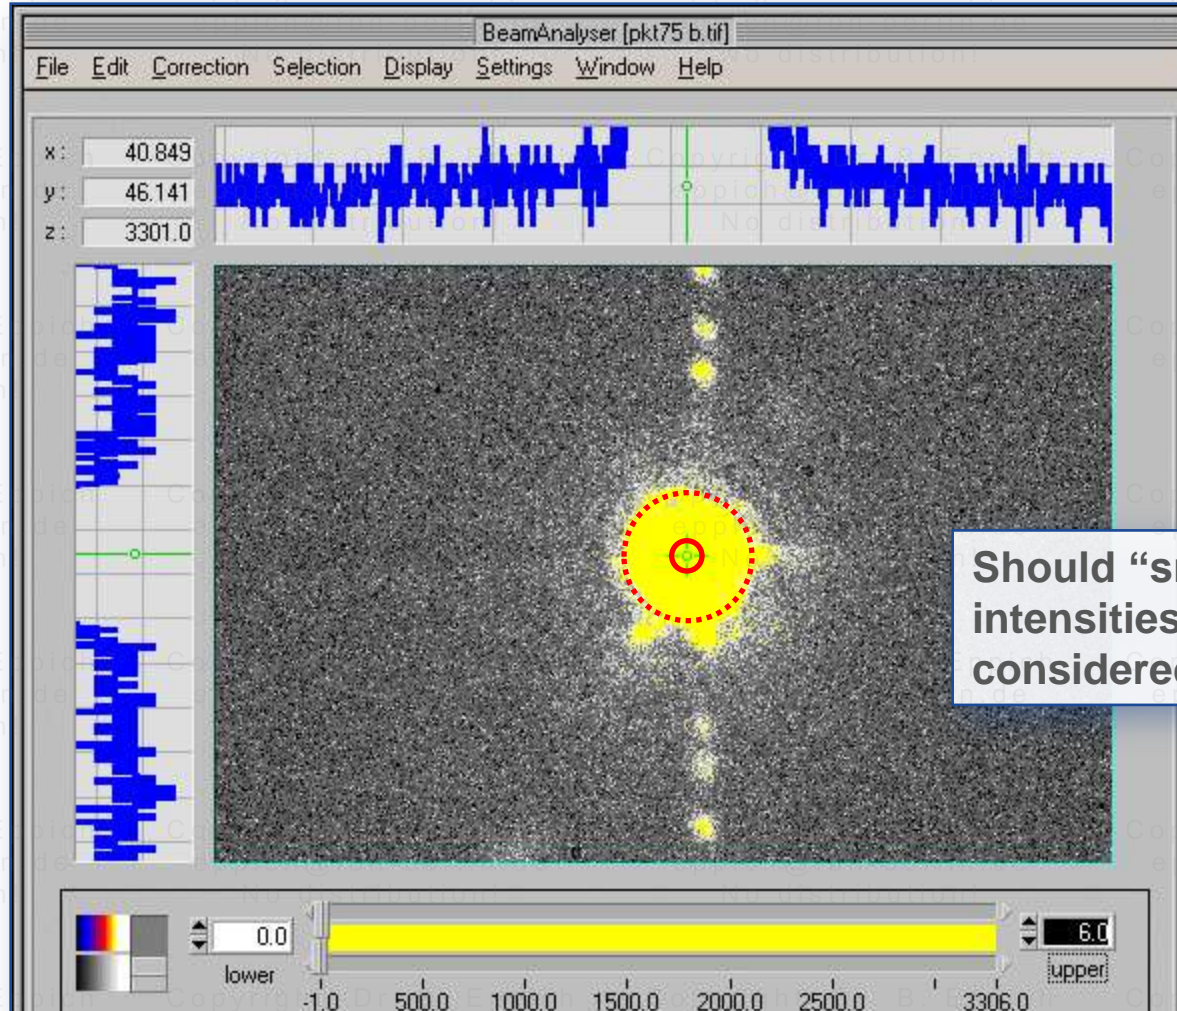 BeamAnalyser [pkt75 b.tif]
File Edit Correction Selection Display Settings Window Help
x: 40.849
y: 46.141
z: 3301.0
Should “s
intensities
considered
0.0
lower
6.0
upper
-1.0 500.0 1000.0 1500.0 2000.0 2500.0 3306.0